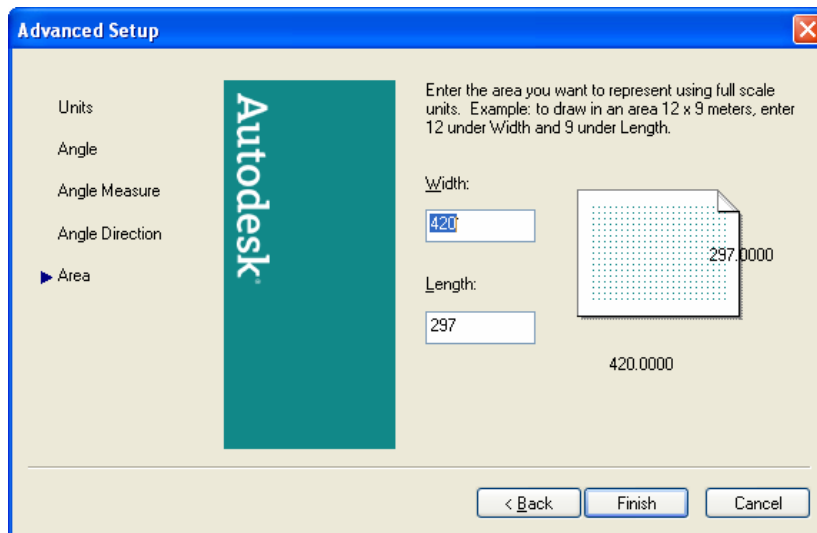 Advanced Setup
Units
Angle
Angle Measure
Angle Direction
Area
Autodesk
Enter the area you want to represent using full scale
units. Example: to draw in an area 12 x 9 meters, enter
12 under Width and 9 under Length.
Width:
420
Length:
297
297.0000
420.0000
< Back
Finish
Cancel